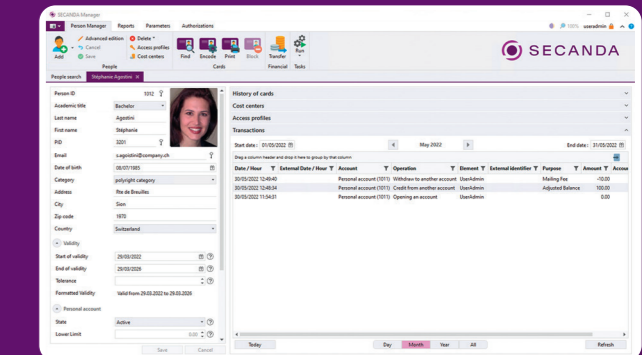 SECANDA Manager
Person Manager Reports Parameters Authorisations
100% useradmin
Add
Advanced edition
Cancel
Save
Delete
Access profiles
Cost centers
People
Find Encode Print Block
Cards
Transfer
Financial
Run
Tasks
SECANDA
People search Stéphanie Agostini
Person ID 1012
Academic title Bachelor
Last name Agostini
First name Stéphanie
PID 3201
Email s.agostini@company.ch
Date of birth 08/07/1985
Category polyright category
Address Rte de Breuilles
City Sion
Zip code 1970
Country Switzerland
Validity
Start of validity 29/03/2022
End of validity 29/03/2026
Tolerence
Formatted Validity Valid from 29.03.2022 to 29.03.2026
Personal account
State Active
Lower Limit 0.00
Save Cancel
History of cards
Cost centers
Access profiles
Transactions
Start date: 01/05/2022 May 2022 End date: 31/05/2022
Drag a column header and drop it here to group by that column
Date / Hour External Date / Hour Account Operation Element External identifier Purpose Amount Accou
30/05/2022 12:49:40 Personal account (1011) Withdraw to another account UserAdmin Mailing Fee -10.00
30/05/2022 12:48:34 Personal account (1011) Credit from another account UserAdmin Adjusted Balance 100.00
30/05/2022 11:54:01 Personal account (1011) Opening an account UserAdmin 0.00
Today Day Month Year All Refresh